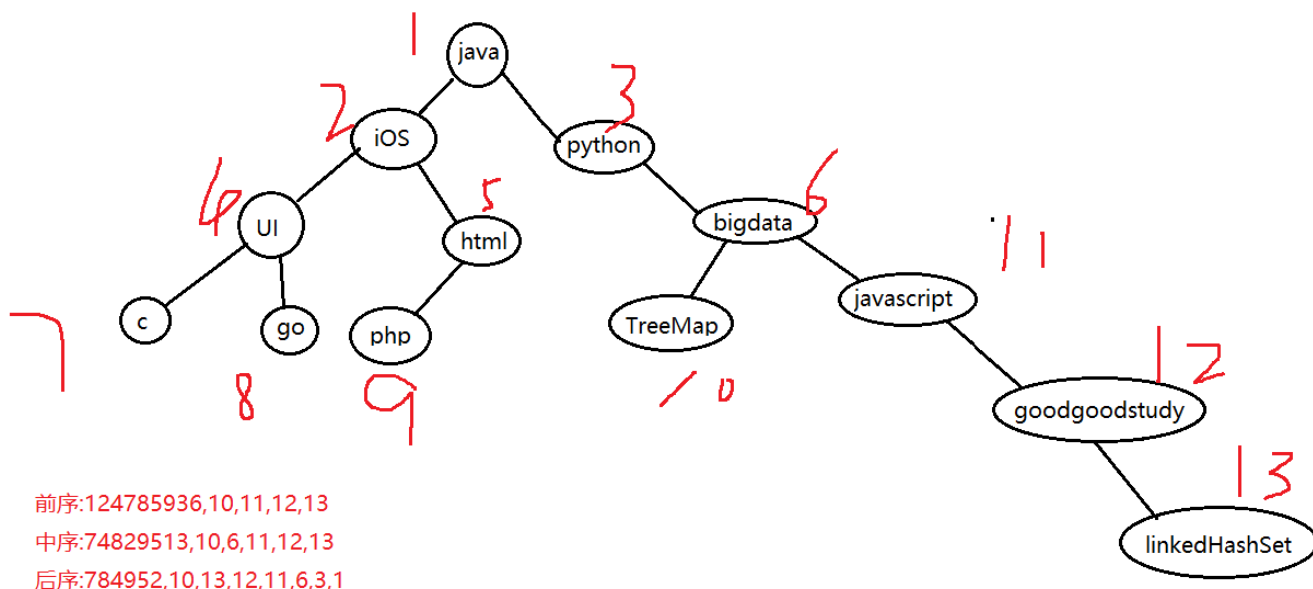 1
java
2
iOS
3
python
4
UI
5
html
bigdata
6
11
c
go
php
TreeMap
javascript
7
8
9
10
12
goodgoodstudy
13
linkedHashSet
前序:124785936,10,11,12,13
中序:74829513,10,6,11,12,13
后序:784952,10,13,12,11,6,3,1